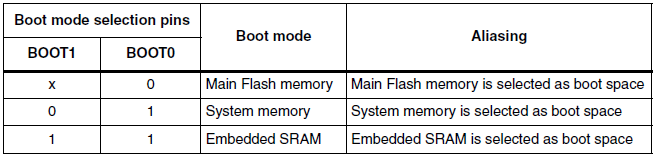 Boot mode selection pins
Boot mode
Aliasing
BOOT1 BOOT0
x 0 Main Flash memory Main Flash memory is selected as boot space
0 1 System memory System memory is selected as boot space
1 1 Embedded SRAM Embedded SRAM is selected as boot space